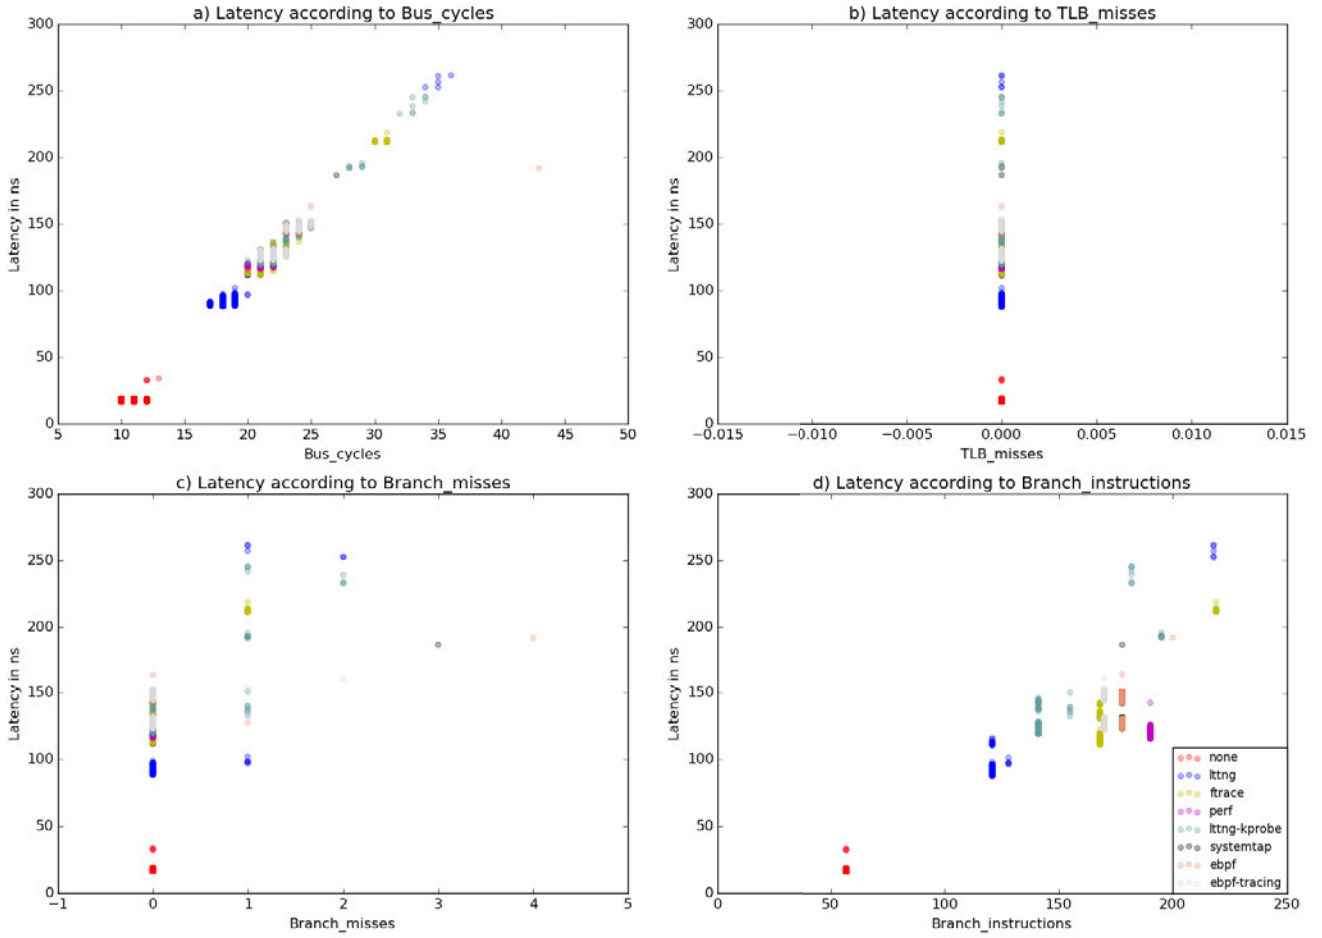 a) Latency according to Bus_cycles
300
250
200
150
100
50
0
Latency in ns
5 10 15 20 25 30 35 40 45 50
Bus_cycles
b) Latency according to TLB_misses
300
250
200
150
100
50
0
Latency in ns
−0.015 −0.010 −0.005 0.000 0.005 0.010 0.015
TLB_misses
c) Latency according to Branch_misses
300
250
200
150
100
50
0
Latency in ns
−1 0 1 2 3 4 5
Branch_misses
d) Latency according to Branch_instructions
300
250
200
150
100
50
0
Latency in ns
none
lttng
ftrace
perf
lttng-kprobe
systemtap
ebpf
ebpf-tracing
0 50 100 150 200 250
Branch_instructions